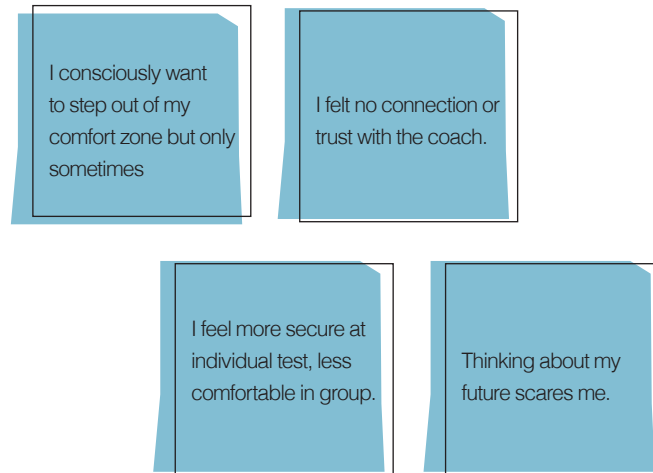 I consciously want
to step out of my
comfort zone but only
sometimes
I felt no connection or
trust with the coach.
I feel more secure at
individual test, less
comfortable in group.
Thinking about my
future scares me.